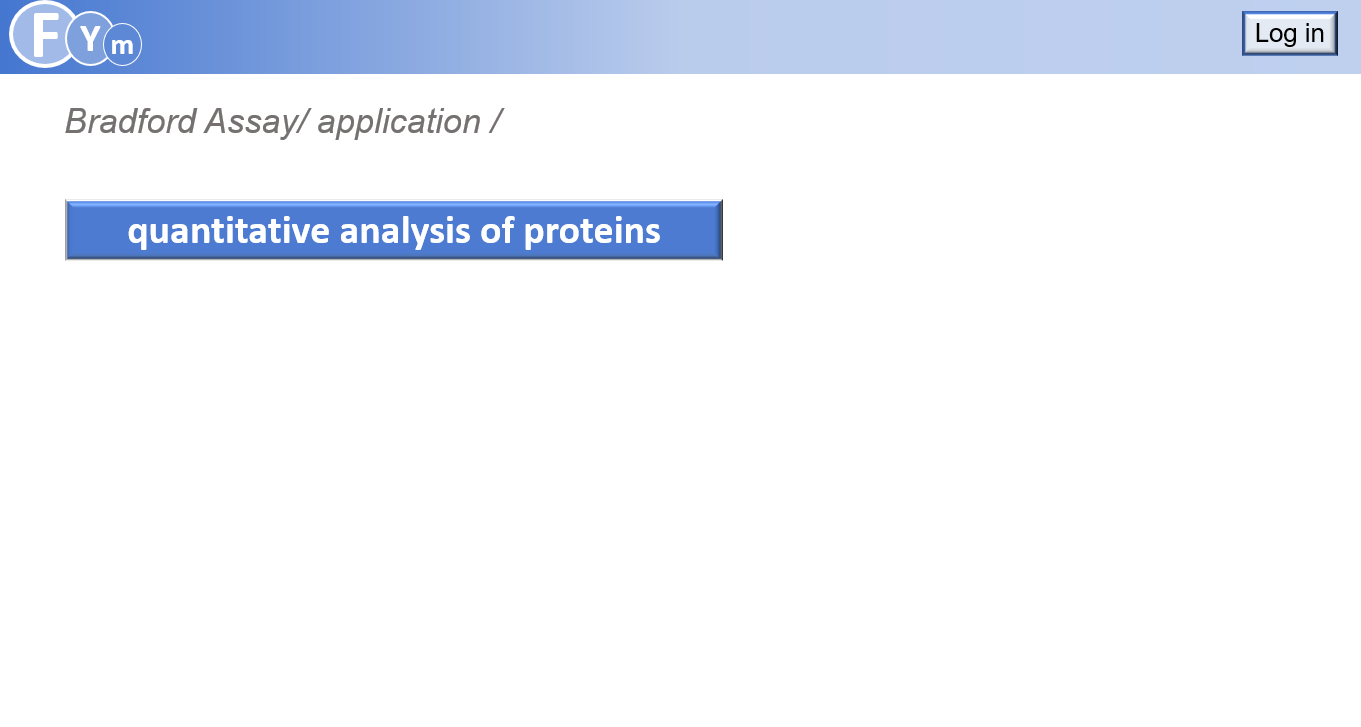 F Y m
Log in
Bradford Assay/ application /
quantitative analysis of proteins